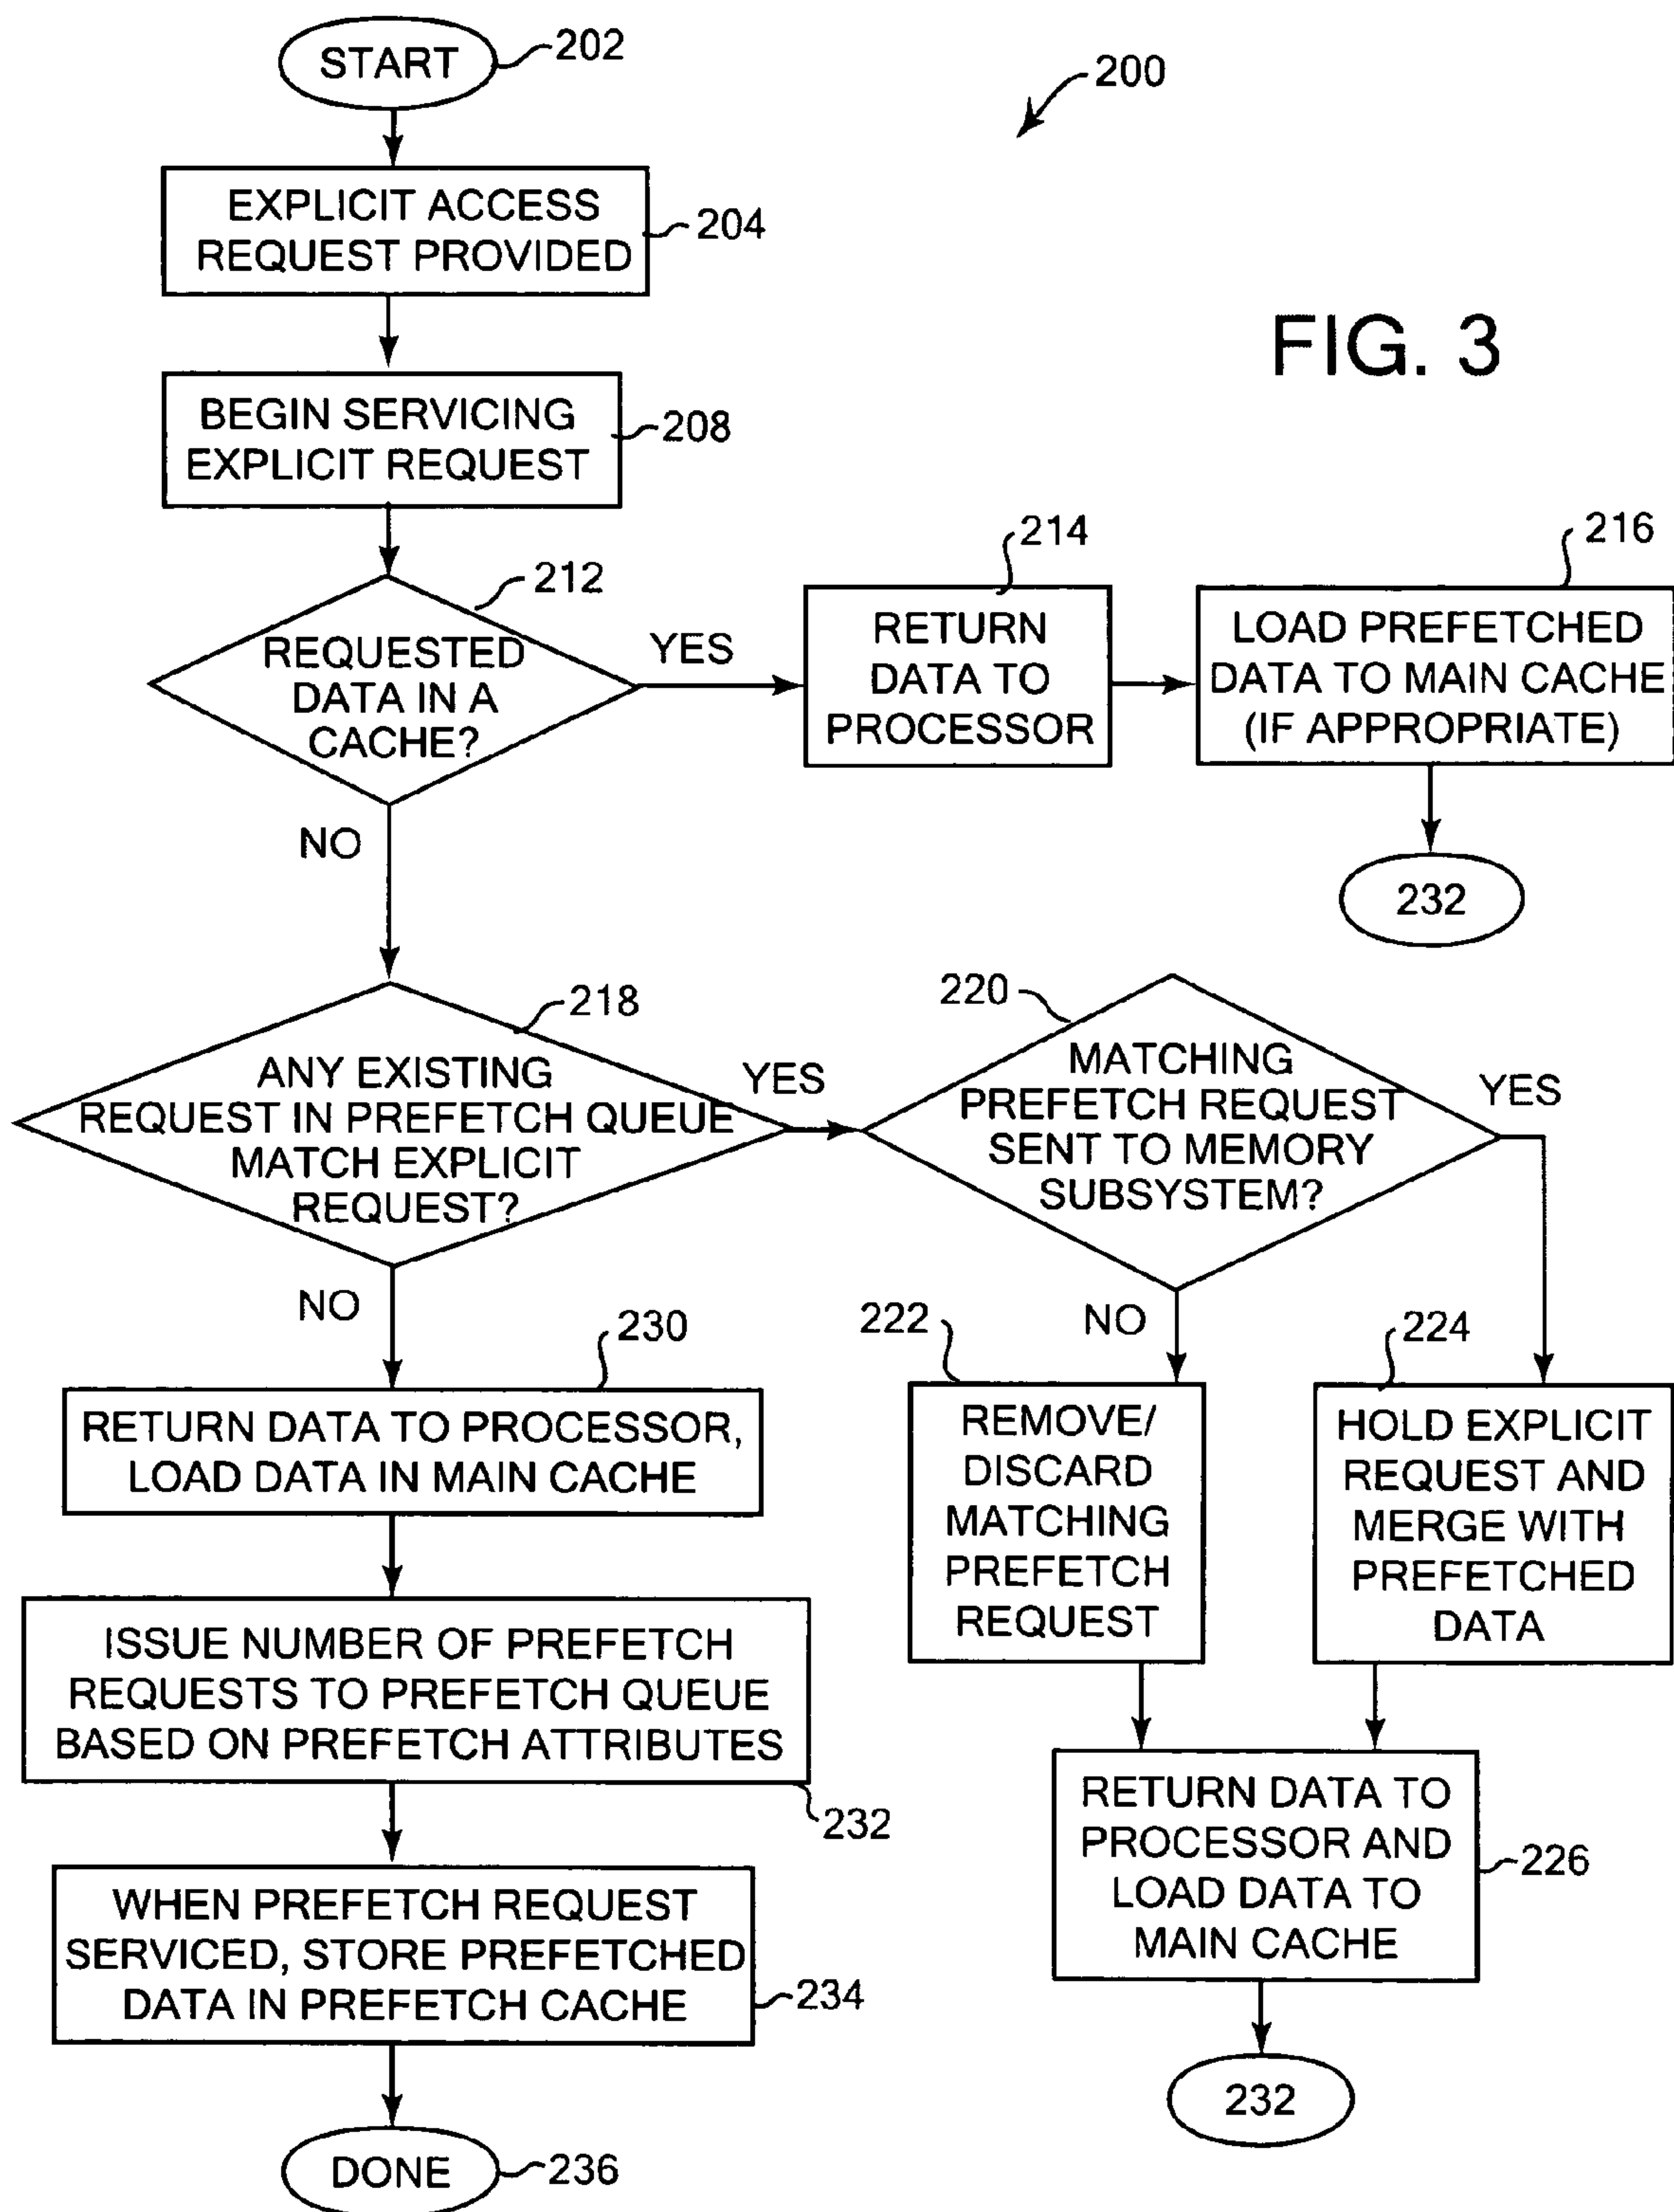 START
202
200
EXPLICIT ACCESS
REQUEST PROVIDED
204
FIG. 3
BEGIN SERVICING
EXPLICIT REQUEST
208
212
REQUESTED
DATA IN A
CACHE?
YES
NO
214
RETURN
DATA TO
PROCESSOR
216
LOAD PREFETCHED
DATA TO MAIN CACHE
(IF APPROPRIATE)
232
218
ANY EXISTING
REQUEST IN PREFETCH QUEUE
MATCH EXPLICIT
REQUEST?
YES
NO
220
MATCHING
PREFETCH REQUEST
SENT TO MEMORY
SUBSYSTEM?
YES
NO
222
REMOVE/
DISCARD
MATCHING
PREFETCH
REQUEST
224
HOLD EXPLICIT
REQUEST AND
MERGE WITH
PREFETCHED
DATA
230
RETURN DATA TO PROCESSOR,
LOAD DATA IN MAIN CACHE
ISSUE NUMBER OF PREFETCH
REQUESTS TO PREFETCH QUEUE
BASED ON PREFETCH ATTRIBUTES
232
RETURN DATA TO
PROCESSOR AND
LOAD DATA TO
MAIN CACHE
226
WHEN PREFETCH REQUEST
SERVICED, STORE PREFETCHED
DATA IN PREFETCH CACHE
234
232
DONE
236